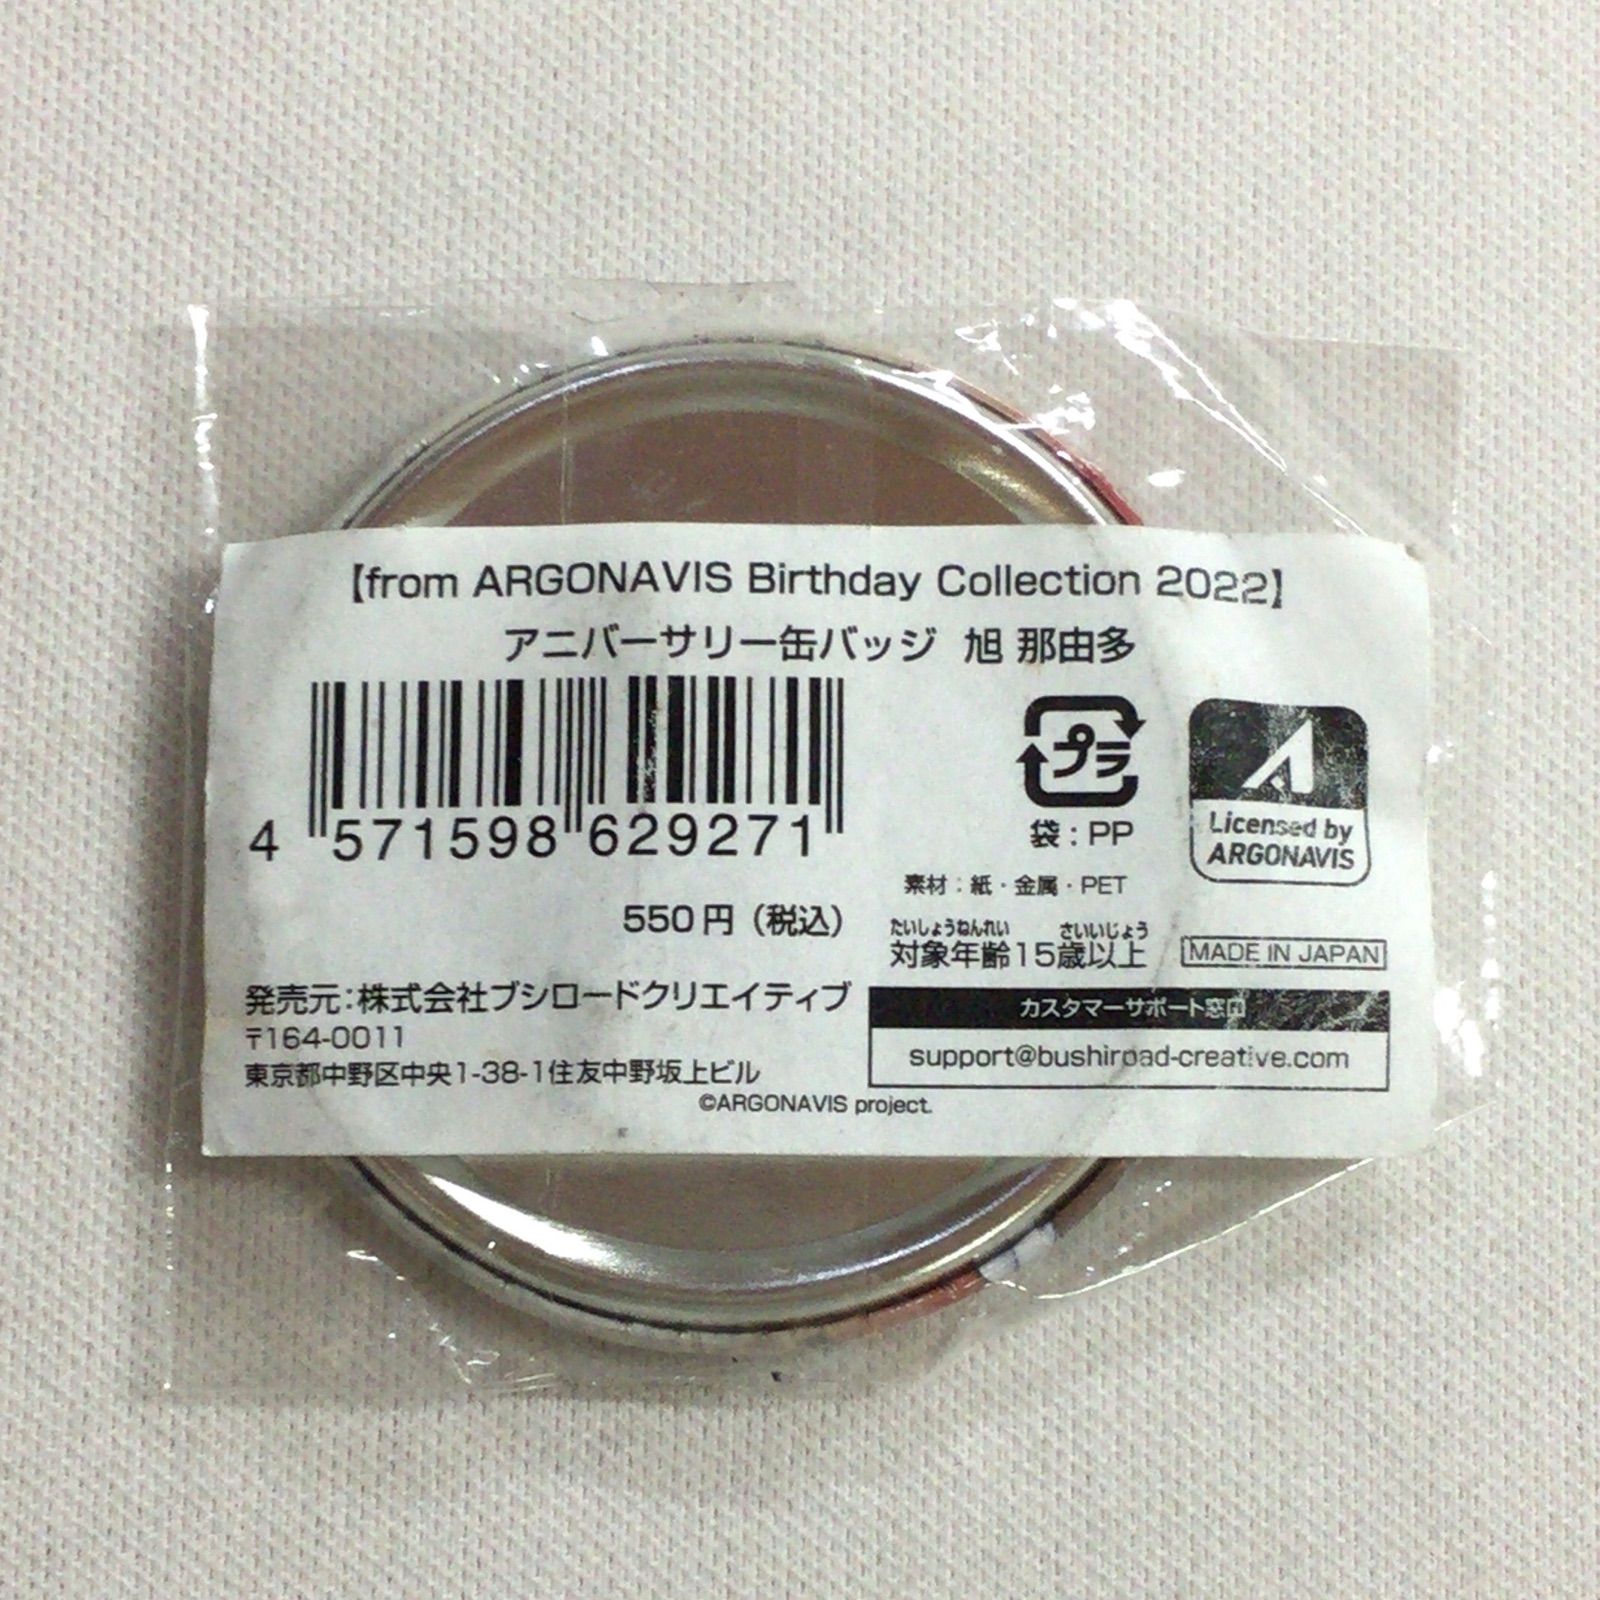 【from ARGONAVIS Birthday Collection 2022】
アニバーサリー缶バッジ 旭 那由多
4 571598 629271
プラ
袋:PP
Licensed by
ARGONAVIS
素材:紙・金属・PET
550円(税込)
たいしょうねんれい さいいじょう
対象年齢15歳以上
MADE IN JAPAN
発売元:株式会社ブシロードクリエイティブ
〒164-0011
東京都中野区中央1-38-1住友中野坂上ビル
カスタマーサポート窓口
support@bushiroad-creative.com
©ARGONAVIS project.